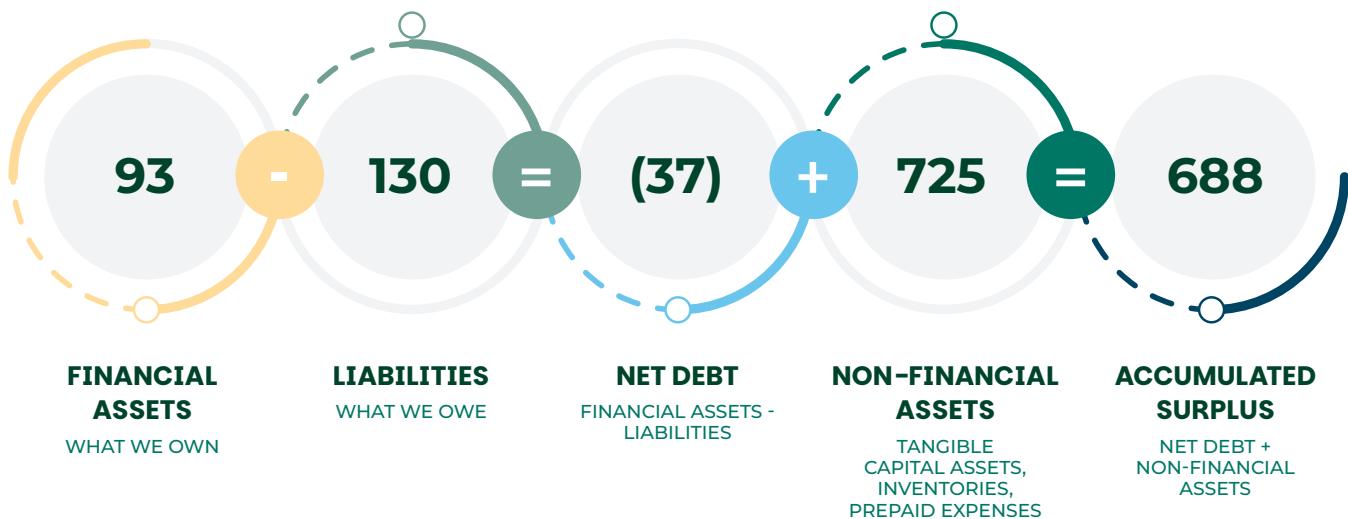 93
-
130
=
(37)
+
725
=
688
FINANCIAL
ASSETS
WHAT WE OWN
LIABILITIES
WHAT WE OWE
NET DEBT
FINANCIAL ASSETS -
LIABILITIES
NON-FINANCIAL
ASSETS
TANGIBLE
CAPITAL ASSETS,
INVENTORIES,
PREPAID EXPENSES
ACCUMULATED
SURPLUS
NET DEBT +
NON-FINANCIAL
ASSETS